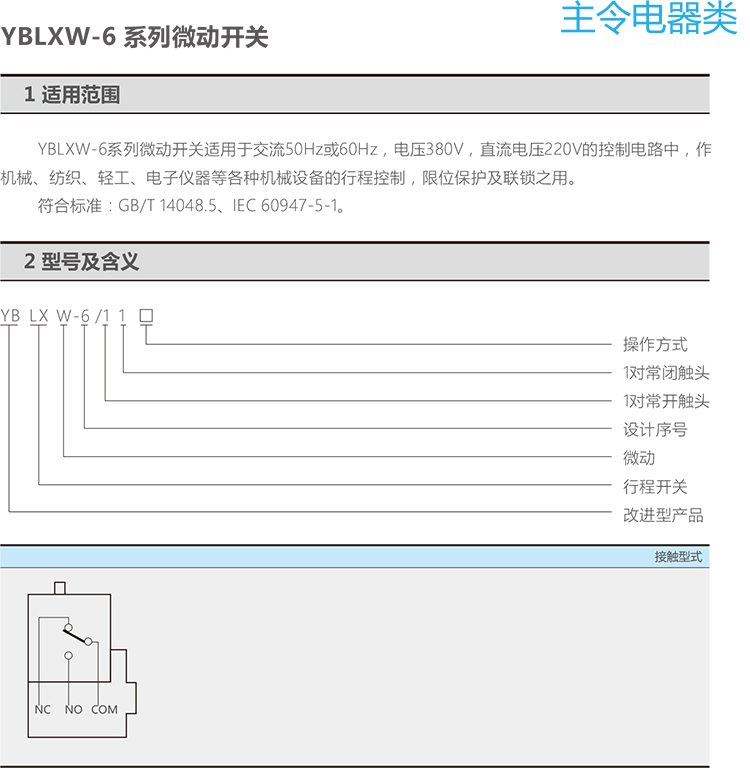 主令电器类
YBLXW-6 系列微动开关
1 适用范围
YBLXW-6系列微动开关适用于交流50Hz或60Hz，电压380V，直流电压220V的控制电路中，作
机械、纺织、轻工、电子仪器等各种机械设备的行程控制，限位保护及联锁之用。
符合标准：GB/T 14048.5、IEC 60947-5-1。
2 型号及含义
YB LX W-6/1 1 □
操作方式
1对常闭触头
1对常开触头
设计序号
微动
行程开关
改进型产品
接触型式
NC NO COM